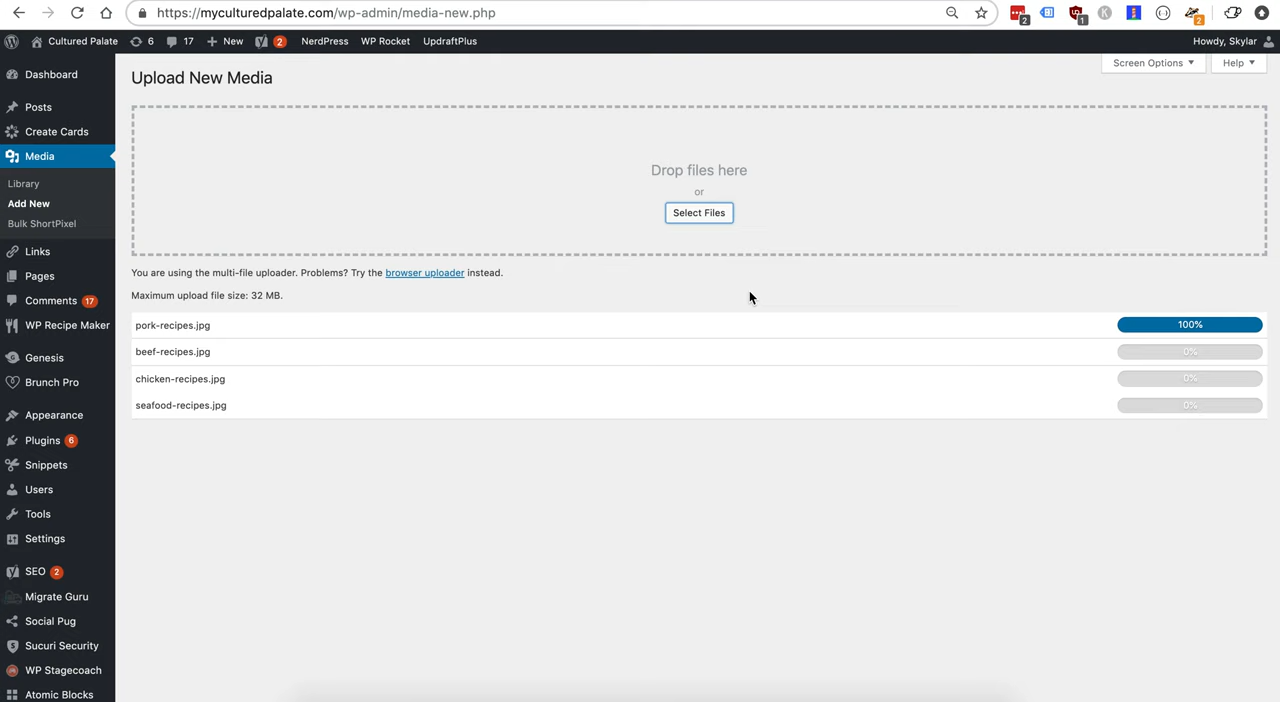 https://myculturedpalate.com/wp-admin/media-new.php
2
1
K
2
Cultured Palate
6
17
New
2
NerdPress
WP Rocket
UpdraftPlus
Howdy, Skylar
Dashboard
Posts
Create Cards
Media
Library
Add New
Bulk ShortPixel
Links
Pages
Comments 17
WP Recipe Maker
Genesis
Brunch Pro
Appearance
Plugins 6
Snippets
Users
Tools
Settings
SEO 2
Migrate Guru
Social Pug
Sucuri Security
WP Stagecoach
Atomic Blocks
Screen Options
Help
Upload New Media
Drop files here
or
Select Files
You are using the multi-file uploader. Problems? Try the browser uploader instead.
Maximum upload file size: 32 MB.
pork-recipes.jpg 100%
beef-recipes.jpg 0%
chicken-recipes.jpg 0%
seafood-recipes.jpg 0%